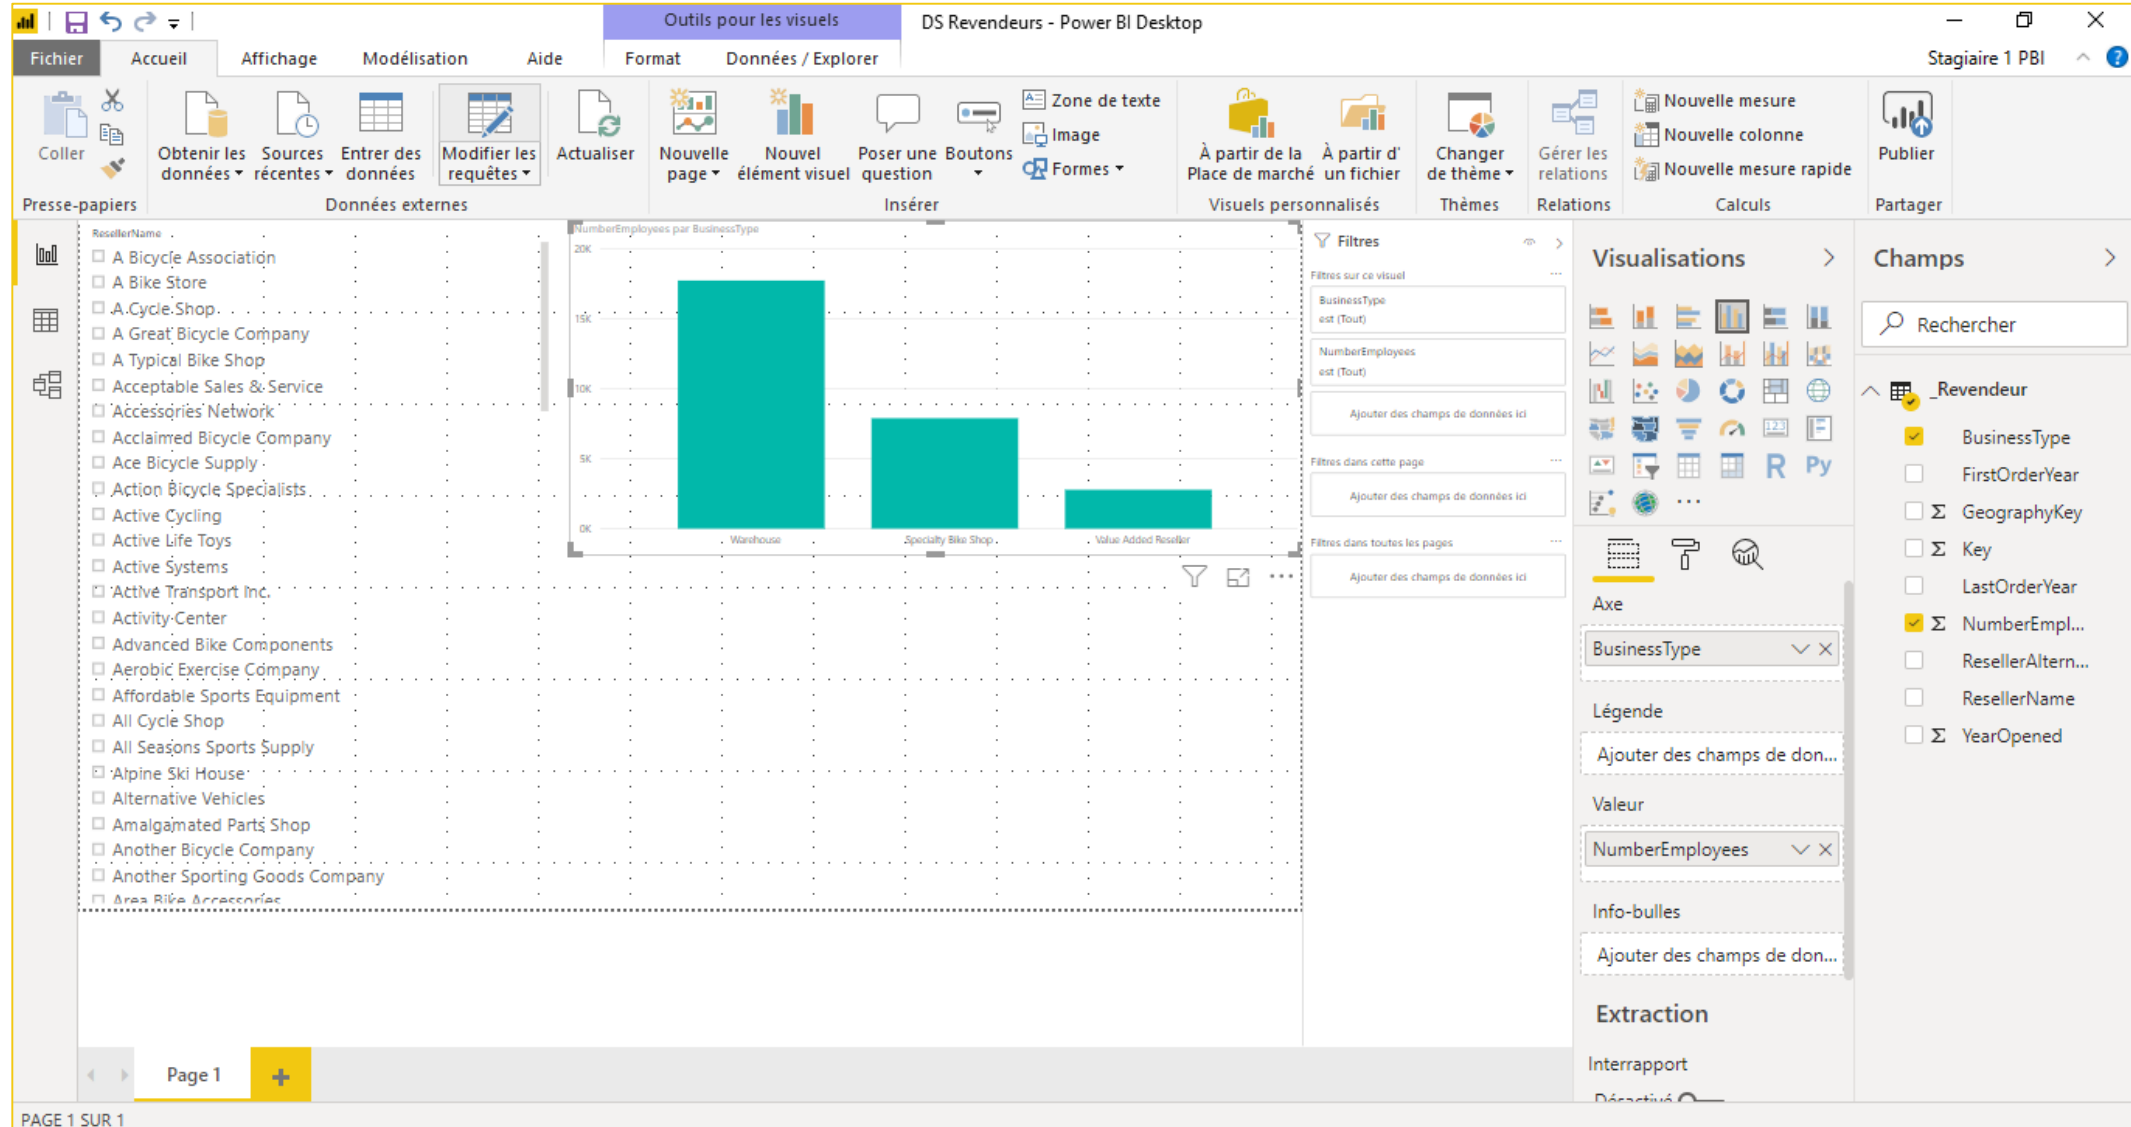 Outils pour les visuels
DS Revendeurs - Power BI Desktop
Fichier
Accueil
Affichage
Modélisation
Aide
Format
Données / Explorer
Stagiaire 1 PBI
?
Coller
Obtenir les
données
Sources
récentes
Entrer des
données
Modifier les
requêtes
Actualiser
Nouvelle
page
Nouvel
élément visuel
Poser une
question
Boutons
Zone de texte
Image
Formes
À partir de la
Place de marché
À partir d'
un fichier
Changer
de thème
Gérer les
relations
Nouvelle mesure
Nouvelle colonne
Nouvelle mesure rapide
Publier
Presse-papiers
Données externes
Insérer
Visuels personnalisés
Thèmes
Relations
Calculs
Partager
ResellerName
A Bicycle Association
A Bike Store
A Cycle Shop
A Great Bicycle Company
A Typical Bike Shop
Acceptable Sales & Service
Accessories Network
Acclaimed Bicycle Company
Ace Bicycle Supply
Action Bicycle Specialists
Active Cycling
Active Life Toys
Active Systems
Active Transport Inc.
Activity Center
Advanced Bike Components
Aerobic Exercise Company
Affordable Sports Equipment
All Cycle Shop
All Seasons Sports Supply
Alpine Ski House
Alternative Vehicles
Amalgamated Parts Shop
Another Bicycle Company
Another Sporting Goods Company
Area Bike Accessories
NumberEmployees par BusinessType
20K
15K
10K
5K
0K
Warehouse
Specialty Bike Shop
Value Added Reseller
Filtres
Filtres sur ce visuel
BusinessType
est (Tout)
NumberEmployees
est (Tout)
Ajouter des champs de données ici
Filtres dans cette page
Ajouter des champs de données ici
Filtres dans toutes les pages
Ajouter des champs de données ici
Visualisations
123
R
Py
Axe
BusinessType
Légende
Ajouter des champs de don...
Valeur
NumberEmployees
Info-bulles
Ajouter des champs de don...
Extraction
Interrapport
Désactivé
Champs
Rechercher
_Revendeur
BusinessType
FirstOrderYear
Σ GeographyKey
Σ Key
LastOrderYear
Σ NumberEmpl...
ResellerAltern...
ResellerName
Σ YearOpened
Page 1
PAGE 1 SUR 1